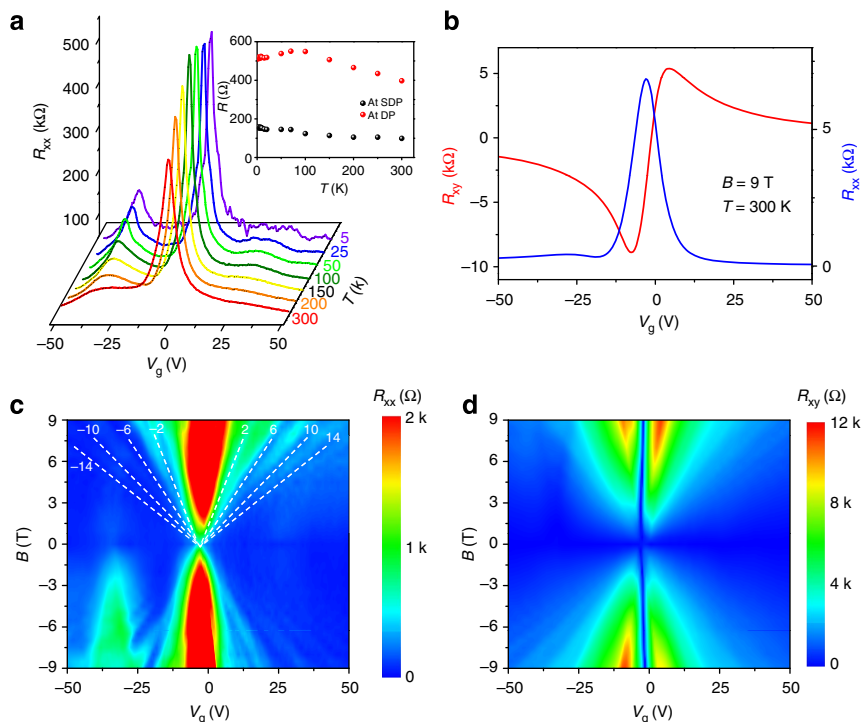 a
R_xx (kΩ)
500
400
300
200
100
−50
−25
0
25
50
V_g (V)
5
25
50
100
150
200
300
T (k)
R (Ω)
600
400
200
0
At SDP
At DP
0
100
200
300
T (K)
b
R_xy (kΩ)
5
0
−5
−10
B = 9 T
T = 300 K
5
0
R_xx (kΩ)
−50
−25
0
25
50
V_g (V)
c
R_xx (Ω)
2 k
1 k
0
B (T)
9
6
3
0
−3
−6
−9
−14
−10
−6
−2
2
6
10
14
−50
−25
0
25
50
V_g (V)
d
R_xy (Ω)
12 k
8 k
4 k
0
B (T)
9
6
3
0
−3
−6
−9
−50
−25
0
25
50
V_g (V)